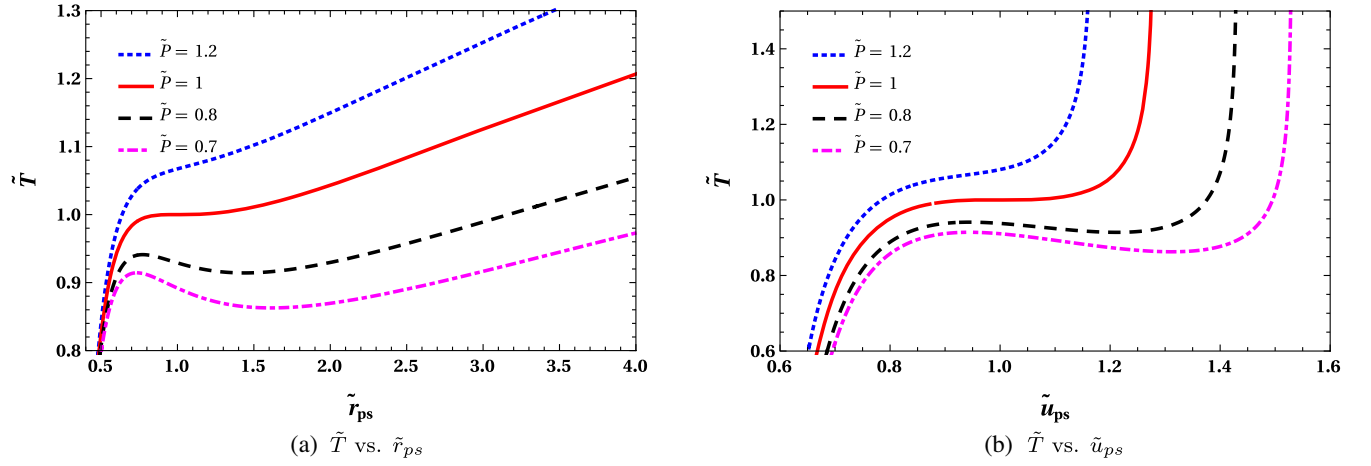 1.3
1.2
1.1
1.0
0.9
0.8
T̃
P̃ = 1.2
P̃ = 1
P̃ = 0.8
P̃ = 0.7
0.5 1.0 1.5 2.0 2.5 3.0 3.5 4.0
r̃ps
(a) T̃ vs. r̃ps
1.4
1.2
1.0
0.8
0.6
T̃
P̃ = 1.2
P̃ = 1
P̃ = 0.8
P̃ = 0.7
0.6 0.8 1.0 1.2 1.4 1.6
ũps
(b) T̃ vs. ũps